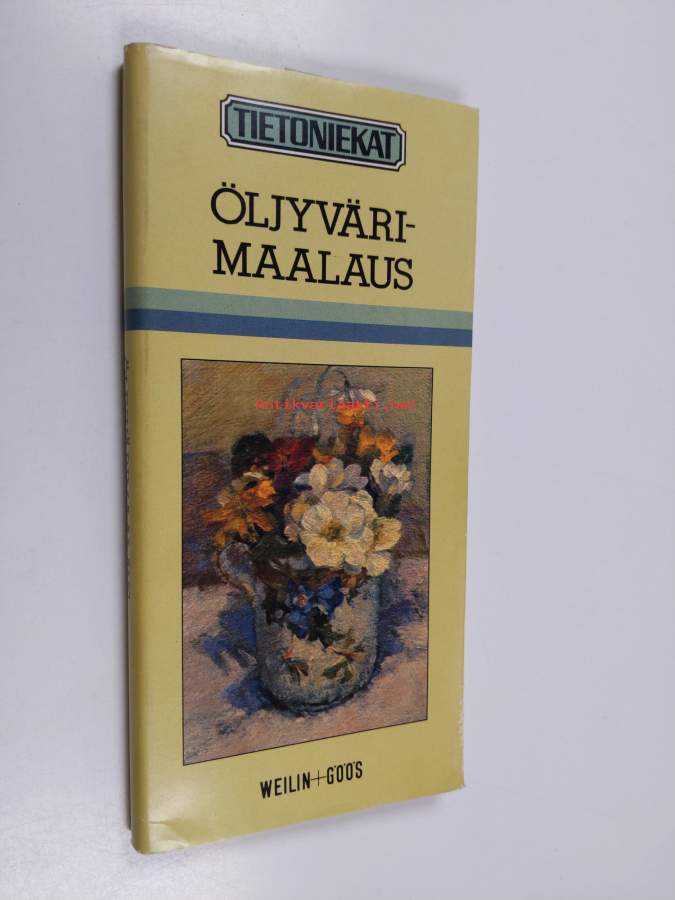 TIETONIEKAT
ÖLJYVÄRI-
MAALAUS
Antikvariaatti.net
WEILIN+GÖÖS